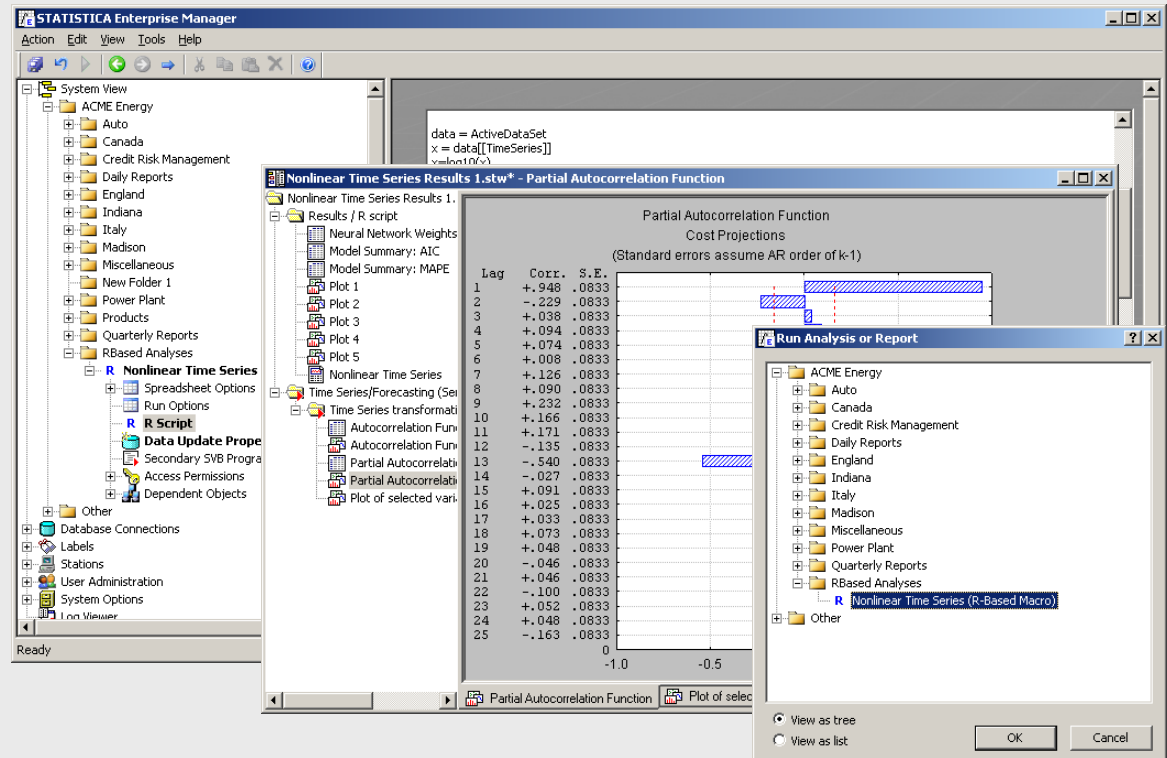 STATISTICA Enterprise Manager
Action Edit View Tools Help
System View
ACME Energy
Auto
Canada
Credit Risk Management
Daily Reports
England
Indiana
Italy
Madison
Miscellaneous
New Folder 1
Power Plant
Products
Quarterly Reports
RBased Analyses
R Nonlinear Time Series
Spreadsheet Options
Run Options
R R Script
Data Update Prope
Secondary SVB Progra
Access Permissions
Dependent Objects
Other
Database Connections
Labels
Stations
User Administration
System Options
Log Viewer
Ready
data = ActiveDataSet
x = data[[TimeSeries]]
x=log10(x)
Nonlinear Time Series Results 1.stw* - Partial Autocorrelation Function
Nonlinear Time Series Results 1.
Results / R script
Neural Network Weights
Model Summary: AIC
Model Summary: MAPE
Plot 1
Plot 2
Plot 3
Plot 4
Plot 5
Nonlinear Time Series
Time Series/Forecasting (Ser
Time Series transformati
Autocorrelation Fun
Autocorrelation Fun
Partial Autocorrelati
Partial Autocorrelati
Plot of selected vari
Partial Autocorrelation Function
Cost Projections
(Standard errors assume AR order of k-1)
Lag Corr. S.E.
1 +.948 .0833
2 -.229 .0833
3 +.038 .0833
4 +.094 .0833
5 +.074 .0833
6 +.008 .0833
7 +.126 .0833
8 +.090 .0833
9 +.232 .0833
10 +.166 .0833
11 +.171 .0833
12 -.135 .0833
13 -.540 .0833
14 -.027 .0833
15 +.091 .0833
16 +.025 .0833
17 +.033 .0833
18 +.073 .0833
19 +.048 .0833
20 -.046 .0833
21 +.046 .0833
22 -.100 .0833
23 +.052 .0833
24 +.048 .0833
25 -.163 .0833
0
-1.0 -0.5
Partial Autocorrelation Function Plot of selec
Run Analysis or Report
ACME Energy
Auto
Canada
Credit Risk Management
Daily Reports
England
Indiana
Italy
Madison
Miscellaneous
Power Plant
Quarterly Reports
RBased Analyses
R Nonlinear Time Series (R-Based Macro)
Other
View as tree
View as list
OK Cancel